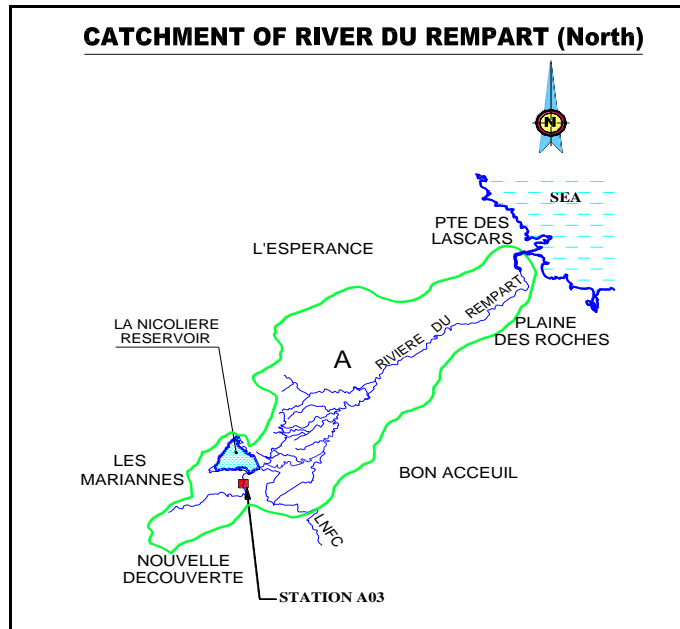 CATCHMENT OF RIVER DU REMPART (North)
N
SEA
PTE DES
LASCARS
L'ESPERANCE
LA NICOLIERE
RESERVOIR
A
RIVIERE DU REMPART
PLAINE
DES ROCHES
LES
MARIANNES
BON ACCEUIL
LNFC
NOUVELLE
DECOUVERTE
STATION A03